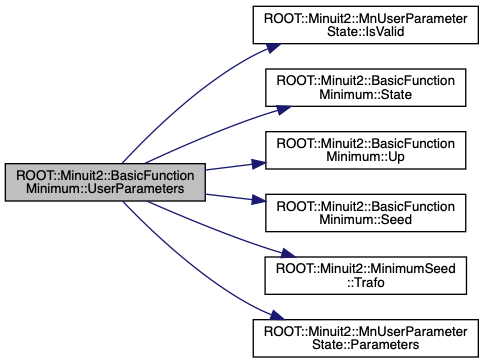 ROOT::Minuit2::MnUserParameter
State::IsValid
ROOT::Minuit2::BasicFunction
Minimum::State
ROOT::Minuit2::BasicFunction
Minimum::Up
ROOT::Minuit2::BasicFunction
Minimum::UserParameters
ROOT::Minuit2::BasicFunction
Minimum::Seed
ROOT::Minuit2::MinimumSeed
::Trafo
ROOT::Minuit2::MnUserParameter
State::Parameters